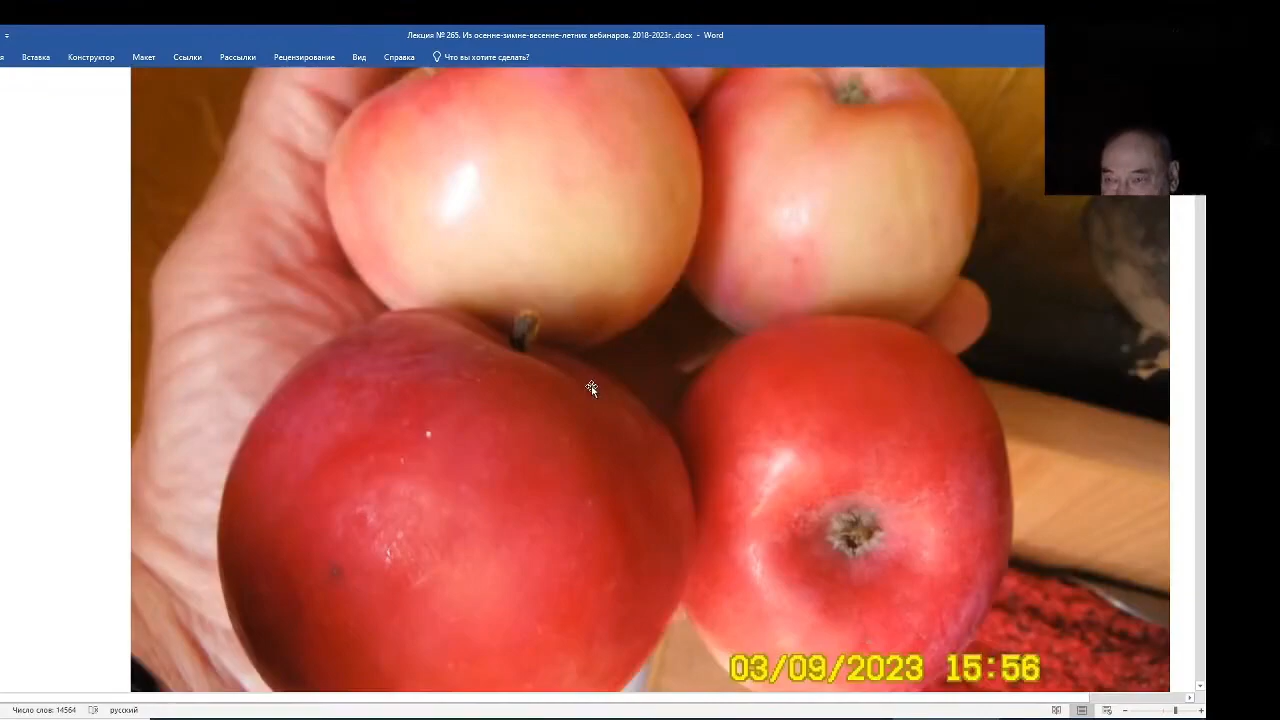 Лекция № 265. Из осенне-зимне-весенне-летних вебинаров. 2018-2023г..docx - Word
Вставка Конструктор Макет Ссылки Рассылки Рецензирование Вид Справка Что вы хотите сделать?
03/09/2023 15:56
Число слов: 14564 русский